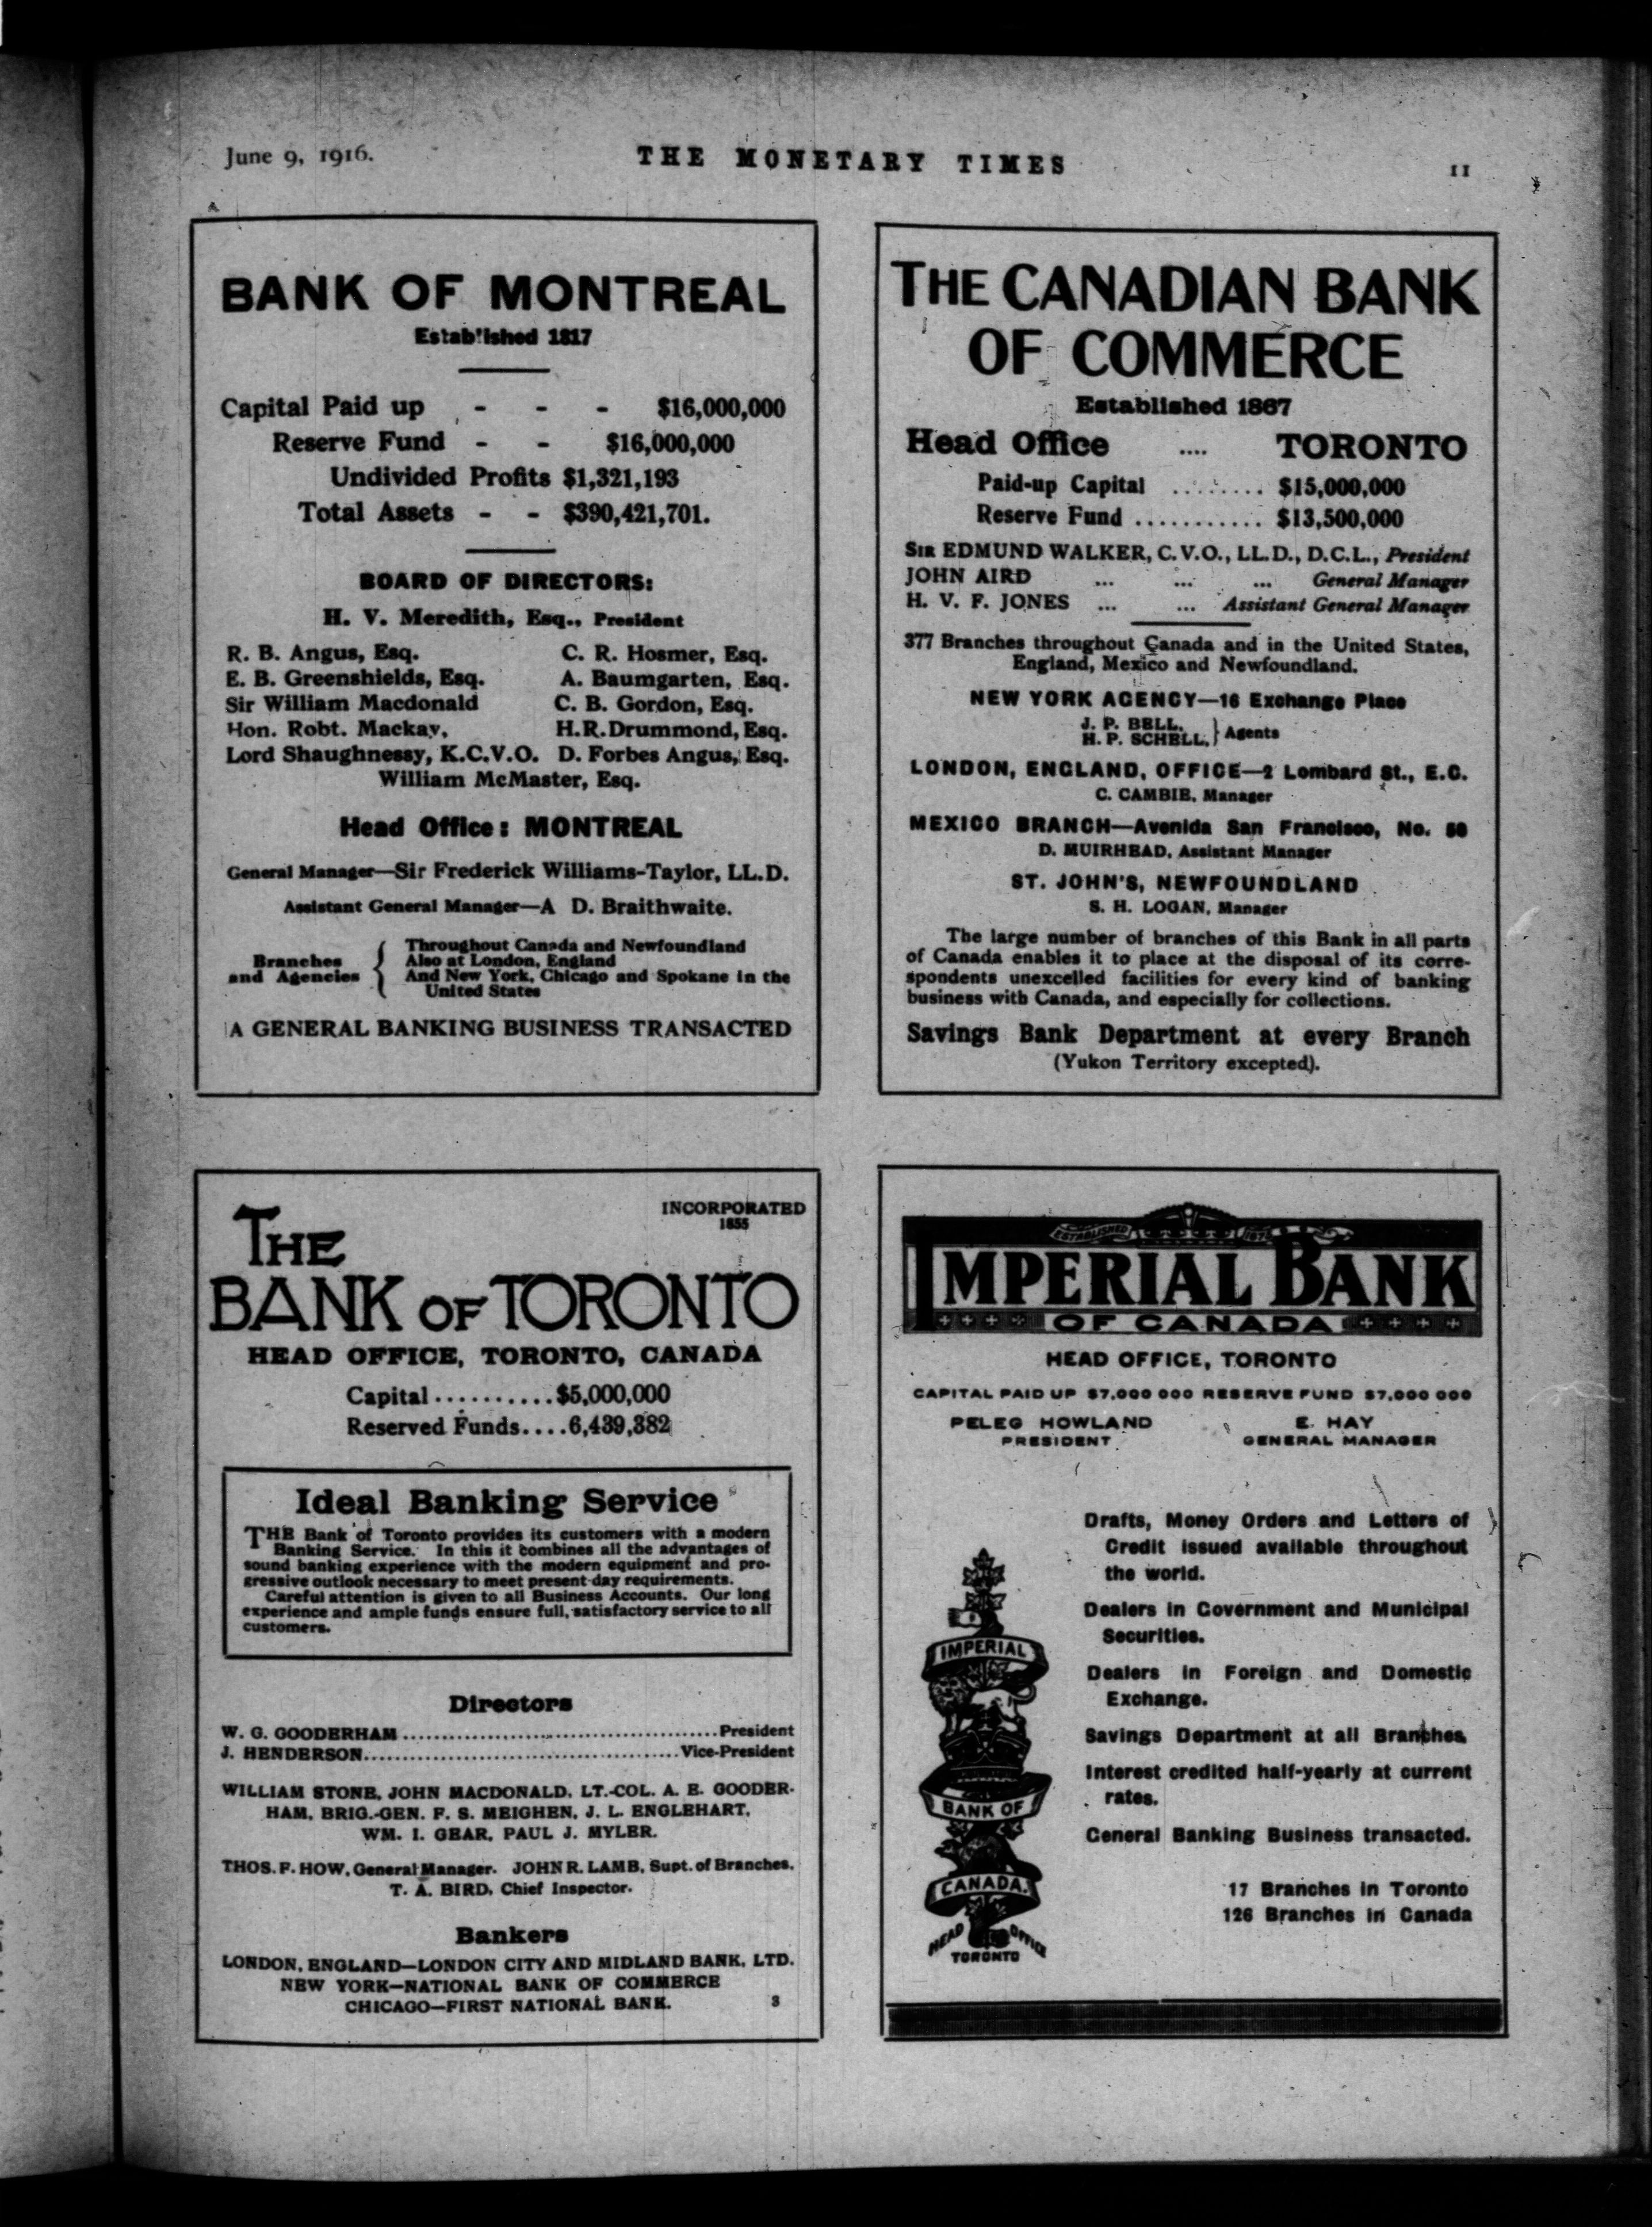 June 9, 1916.
THE MONETARY TIMES
11
BANK OF MONTREAL
Established 1817
Capital Paid up - - - $16,000,000
Reserve Fund - - $16,000,000
Undivided Profits $1,321,193
Total Assets - - $390,421,701.
BOARD OF DIRECTORS:
H. V. Meredith, Esq., President
R. B. Angus, Esq. C. R. Hosmer, Esq.
E. B. Greenshields, Esq. A. Baumgarten, Esq.
Sir William Macdonald C. B. Gordon, Esq.
Hon. Robt. Mackay, H.R. Drummond, Esq.
Lord Shaughnessy, K.C.V.O. D. Forbes Angus, Esq.
William McMaster, Esq.
Head Office: MONTREAL
General Manager—Sir Frederick Williams-Taylor, LL.D.
Assistant General Manager—A D. Braithwaite.
Branches and Agencies
Throughout Canada and Newfoundland
Also at London, England
And New York, Chicago and Spokane in the
United States
A GENERAL BANKING BUSINESS TRANSACTED
THE CANADIAN BANK
OF COMMERCE
Established 1867
Head Office .... TORONTO
Paid-up Capital ........ $15,000,000
Reserve Fund ........... $13,500,000
SIR EDMUND WALKER, C.V.O., LL.D., D.C.L., President
JOHN AIRD ... ... ... General Manager
H. V. F. JONES ... ... Assistant General Manager
377 Branches throughout Canada and in the United States,
England, Mexico and Newfoundland.
NEW YORK AGENCY—16 Exchange Place
J. P. BELL,
H. P. SCHELL, } Agents
LONDON, ENGLAND, OFFICE—2 Lombard St., E.C.
C. CAMBIE, Manager
MEXICO BRANCH—Avenida San Francisco, No. 50
D. MUIRHEAD, Assistant Manager
ST. JOHN'S, NEWFOUNDLAND
S. H. LOGAN, Manager
The large number of branches of this Bank in all parts
of Canada enables it to place at the disposal of its corre-
spondents unexcelled facilities for every kind of banking
business with Canada, and especially for collections.
Savings Bank Department at every Branch
(Yukon Territory excepted).
INCORPORATED
1855
THE
BANK OF TORONTO
HEAD OFFICE, TORONTO, CANADA
Capital..........$5,000,000
Reserved Funds....6,439,382
Ideal Banking Service
THE Bank of Toronto provides its customers with a modern
Banking Service. In this it combines all the advantages of
sound banking experience with the modern equipment and pro-
gressive outlook necessary to meet present-day requirements.
Careful attention is given to all Business Accounts. Our long
experience and ample funds ensure full, satisfactory service to all
customers.
Directors
W. G. GOODERHAM ........................................ President
J. HENDERSON........................................ Vice-President
WILLIAM STONE, JOHN MACDONALD, LT.-COL. A. E. GOODER-
HAM, BRIG.-GEN. F. S. MEIGHEN, J. L. ENGLEHART,
WM. I. GEAR, PAUL J. MYLER.
THOS. F. HOW, General Manager. JOHN R. LAMB, Supt. of Branches.
T. A. BIRD, Chief Inspector.
Bankers
LONDON, ENGLAND—LONDON CITY AND MIDLAND BANK, LTD.
NEW YORK—NATIONAL BANK OF COMMERCE
CHICAGO—FIRST NATIONAL BANK. 3
ESTABLISHED 1875
IMPERIAL BANK
OF CANADA
HEAD OFFICE, TORONTO
CAPITAL PAID UP $7,000 000 RESERVE FUND $7,000 000
PELEG HOWLAND E. HAY
PRESIDENT GENERAL MANAGER
Drafts, Money Orders and Letters of
Credit issued available throughout
the world.
Dealers in Government and Municipal
Securities.
Dealers in Foreign and Domestic
Exchange.
Savings Department at all Branches
Interest credited half-yearly at current
rates.
General Banking Business transacted.
17 Branches in Toronto
126 Branches in Canada
IMPERIAL
BANK OF
CANADA.
HEAD OFFICE
TORONTO